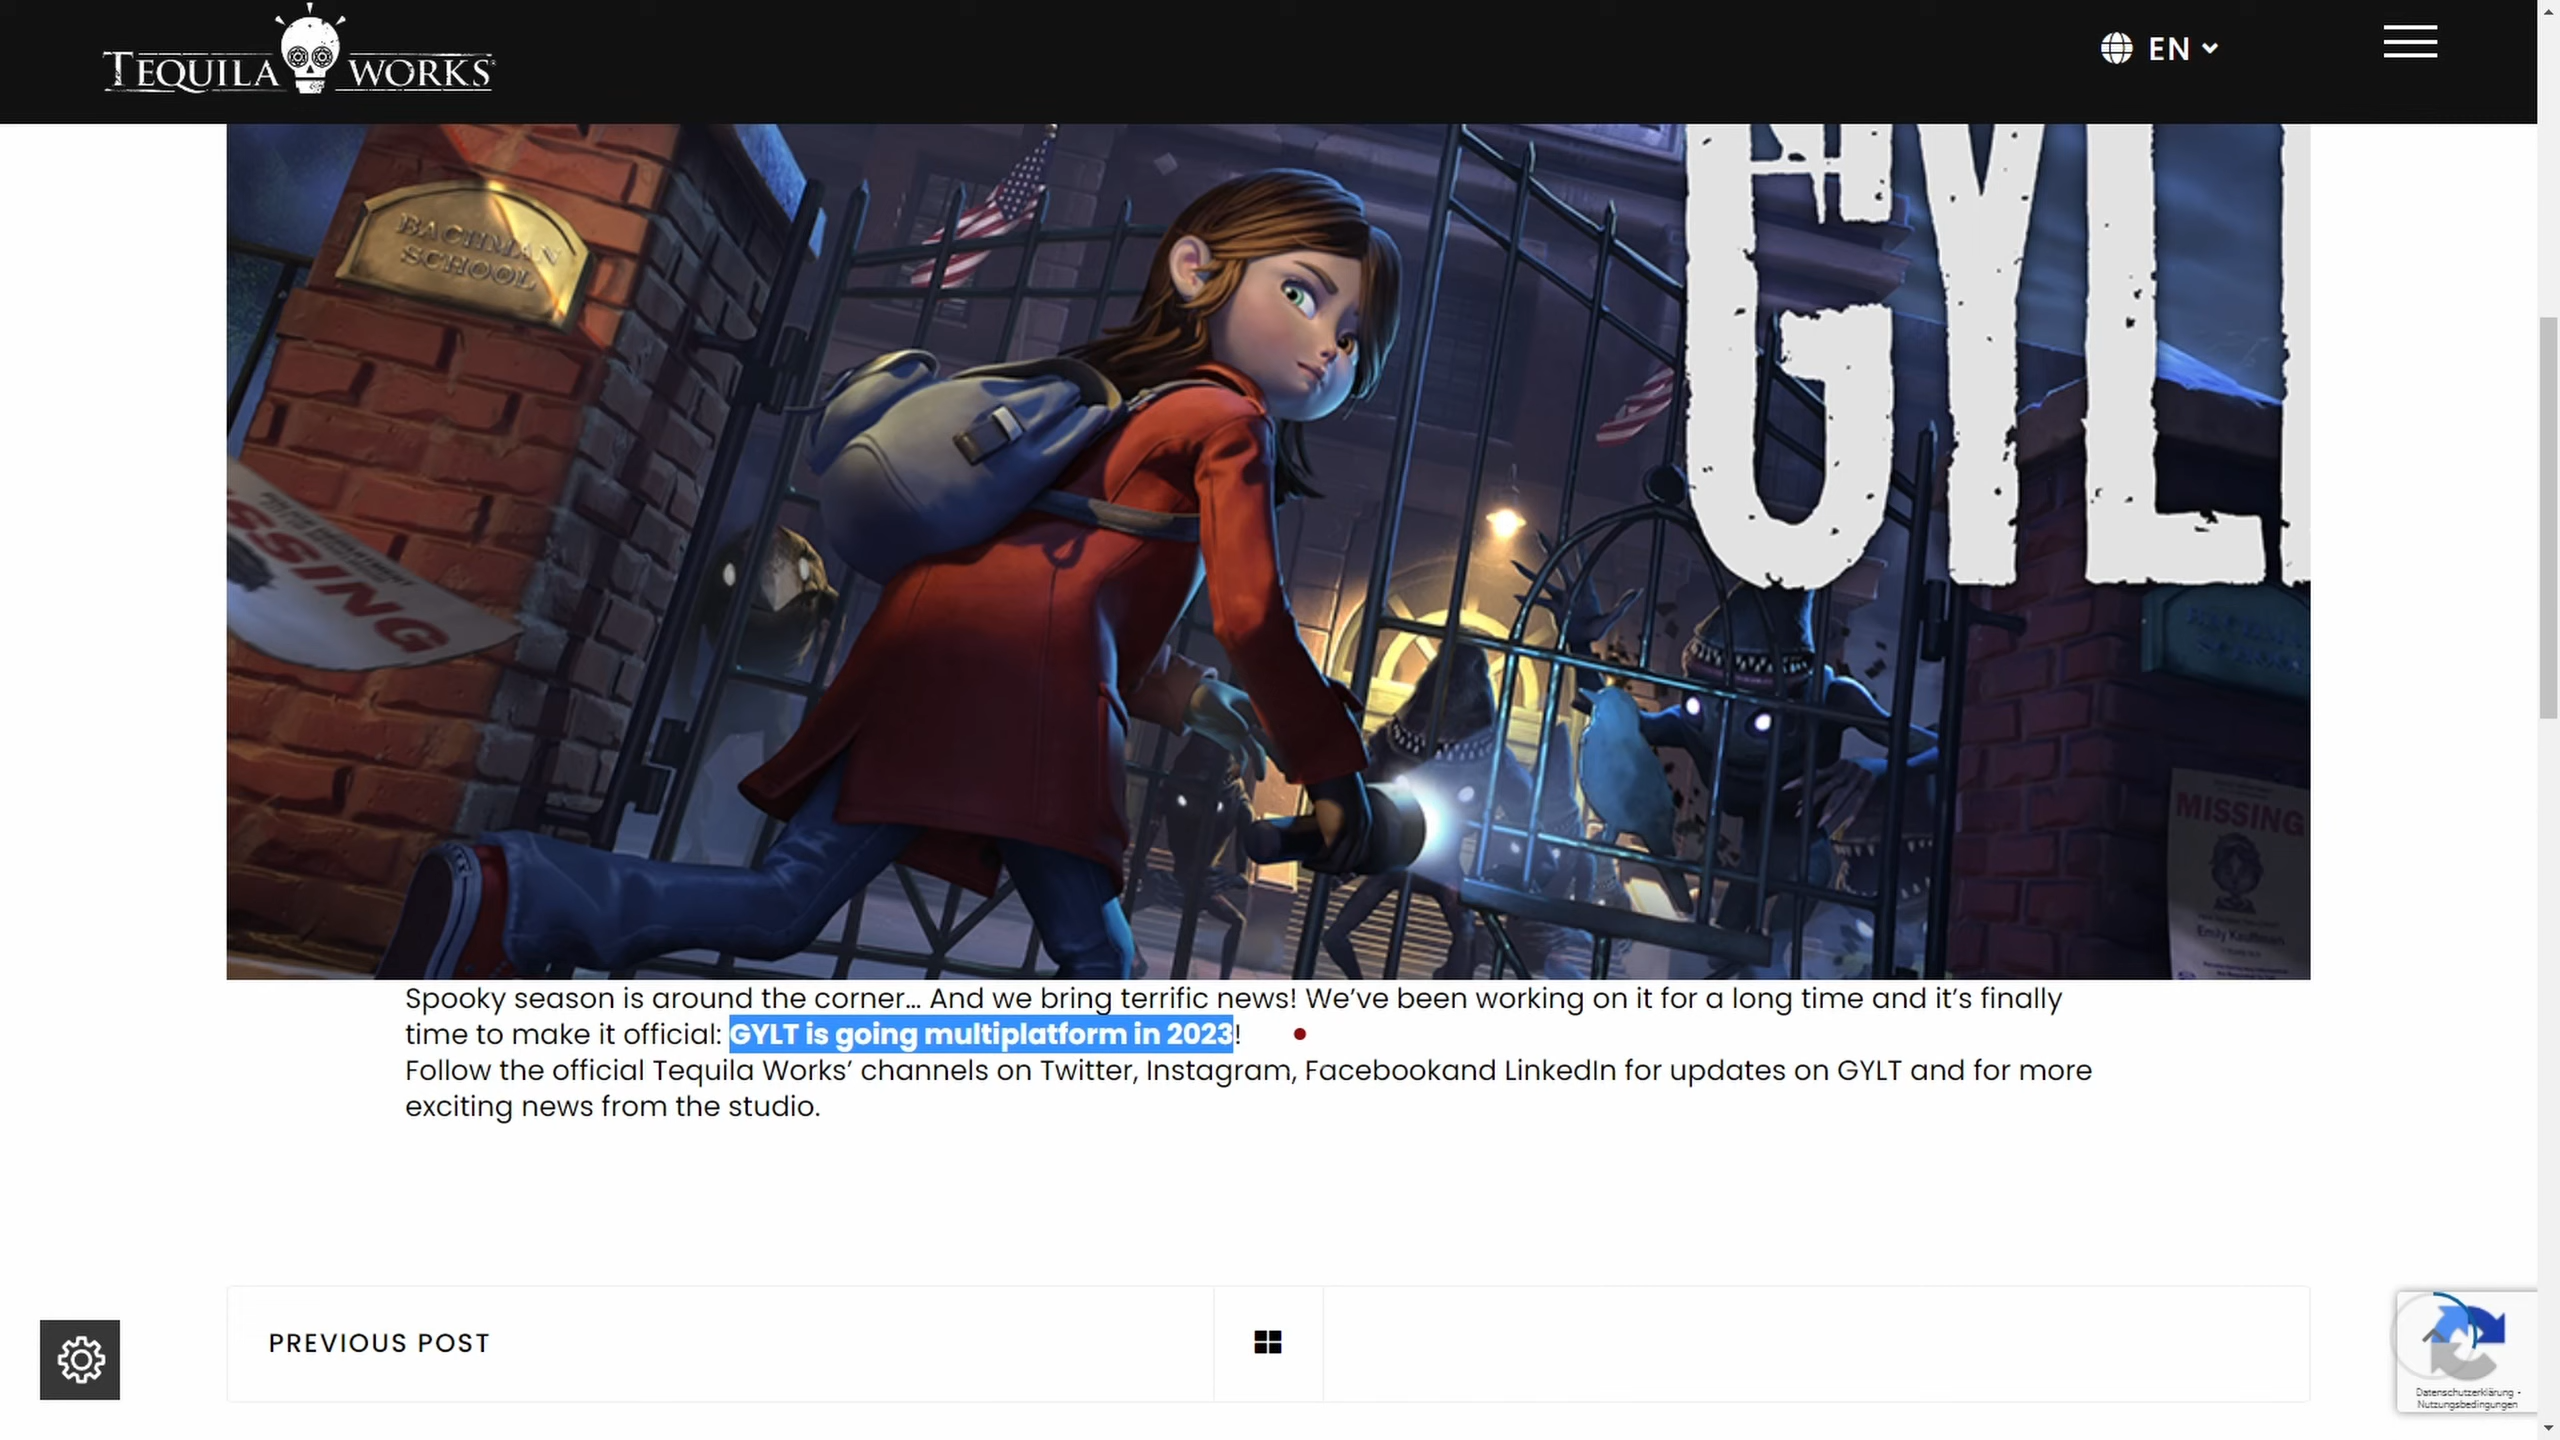 TEQUILA WORKS
EN
BACHMAN
SCHOOL
GYLT
SSING
MISSING
Emily Kaufmann
Spooky season is around the corner... And we bring terrific news! We've been working on it for a long time and it's finally
time to make it official: GYLT is going multiplatform in 2023!
Follow the official Tequila Works' channels on Twitter, Instagram, Facebookand LinkedIn for updates on GYLT and for more
exciting news from the studio.
PREVIOUS POST
Datenschutzerklärung -
Nutzungsbedingungen